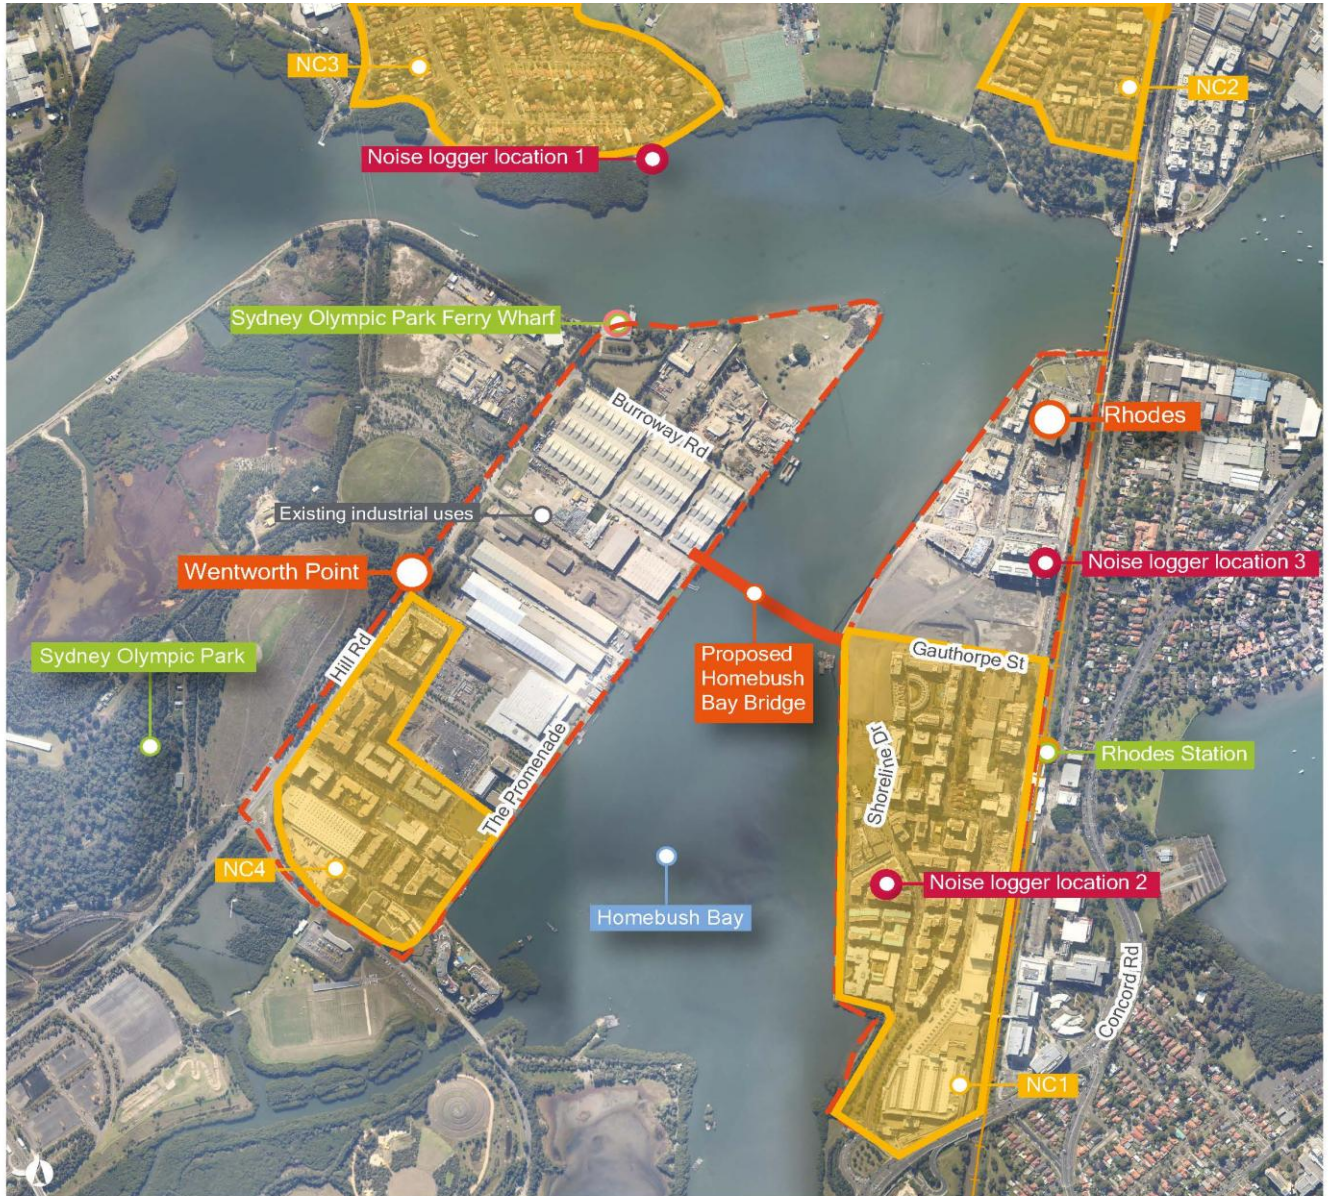 NC3
NC2
Noise logger location 1
Sydney Olympic Park Ferry Wharf
Burroway Rd
Rhodes
Existing industrial uses
Wentworth Point
Noise logger location 3
Hill Rd
Sydney Olympic Park
Proposed
Homebush
Bay Bridge
Gauthorpe St
Shoreline Dr
The Promenade
Rhodes Station
NC4
Noise logger location 2
Homebush Bay
Concord Rd
NC1